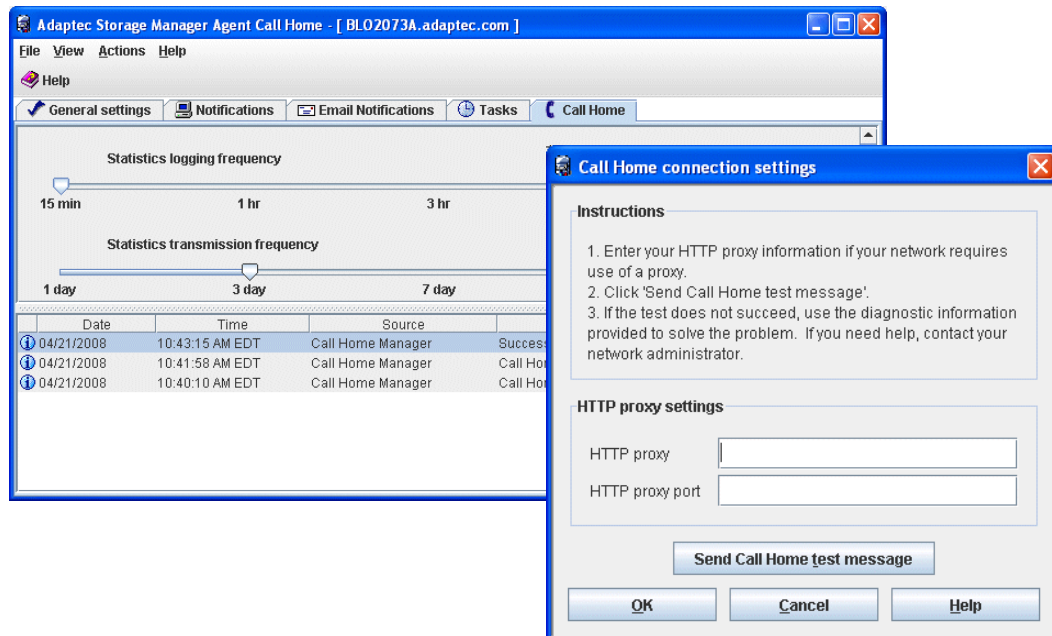 Adaptec Storage Manager Agent Call Home - [ BLO2073A.adaptec.com ]
File View Actions Help
Help
General settings Notifications Email Notifications Tasks Call Home
Statistics logging frequency
15 min 1 hr 3 hr
Statistics transmission frequency
1 day 3 day 7 day
Date Time Source
04/21/2008 10:43:15 AM EDT Call Home Manager
04/21/2008 10:41:58 AM EDT Call Home Manager Call
04/21/2008 10:40:10 AM EDT Call Home Manager Call
Call Home connection settings
Instructions
1. Enter your HTTP proxy information if your network requires
use of a proxy.
2. Click 'Send Call Home test message'.
3. If the test does not succeed, use the diagnostic information
provided to solve the problem. If you need help, contact your
network administrator.
HTTP proxy settings
HTTP proxy
HTTP proxy port
Send Call Home test message
OK Cancel Help